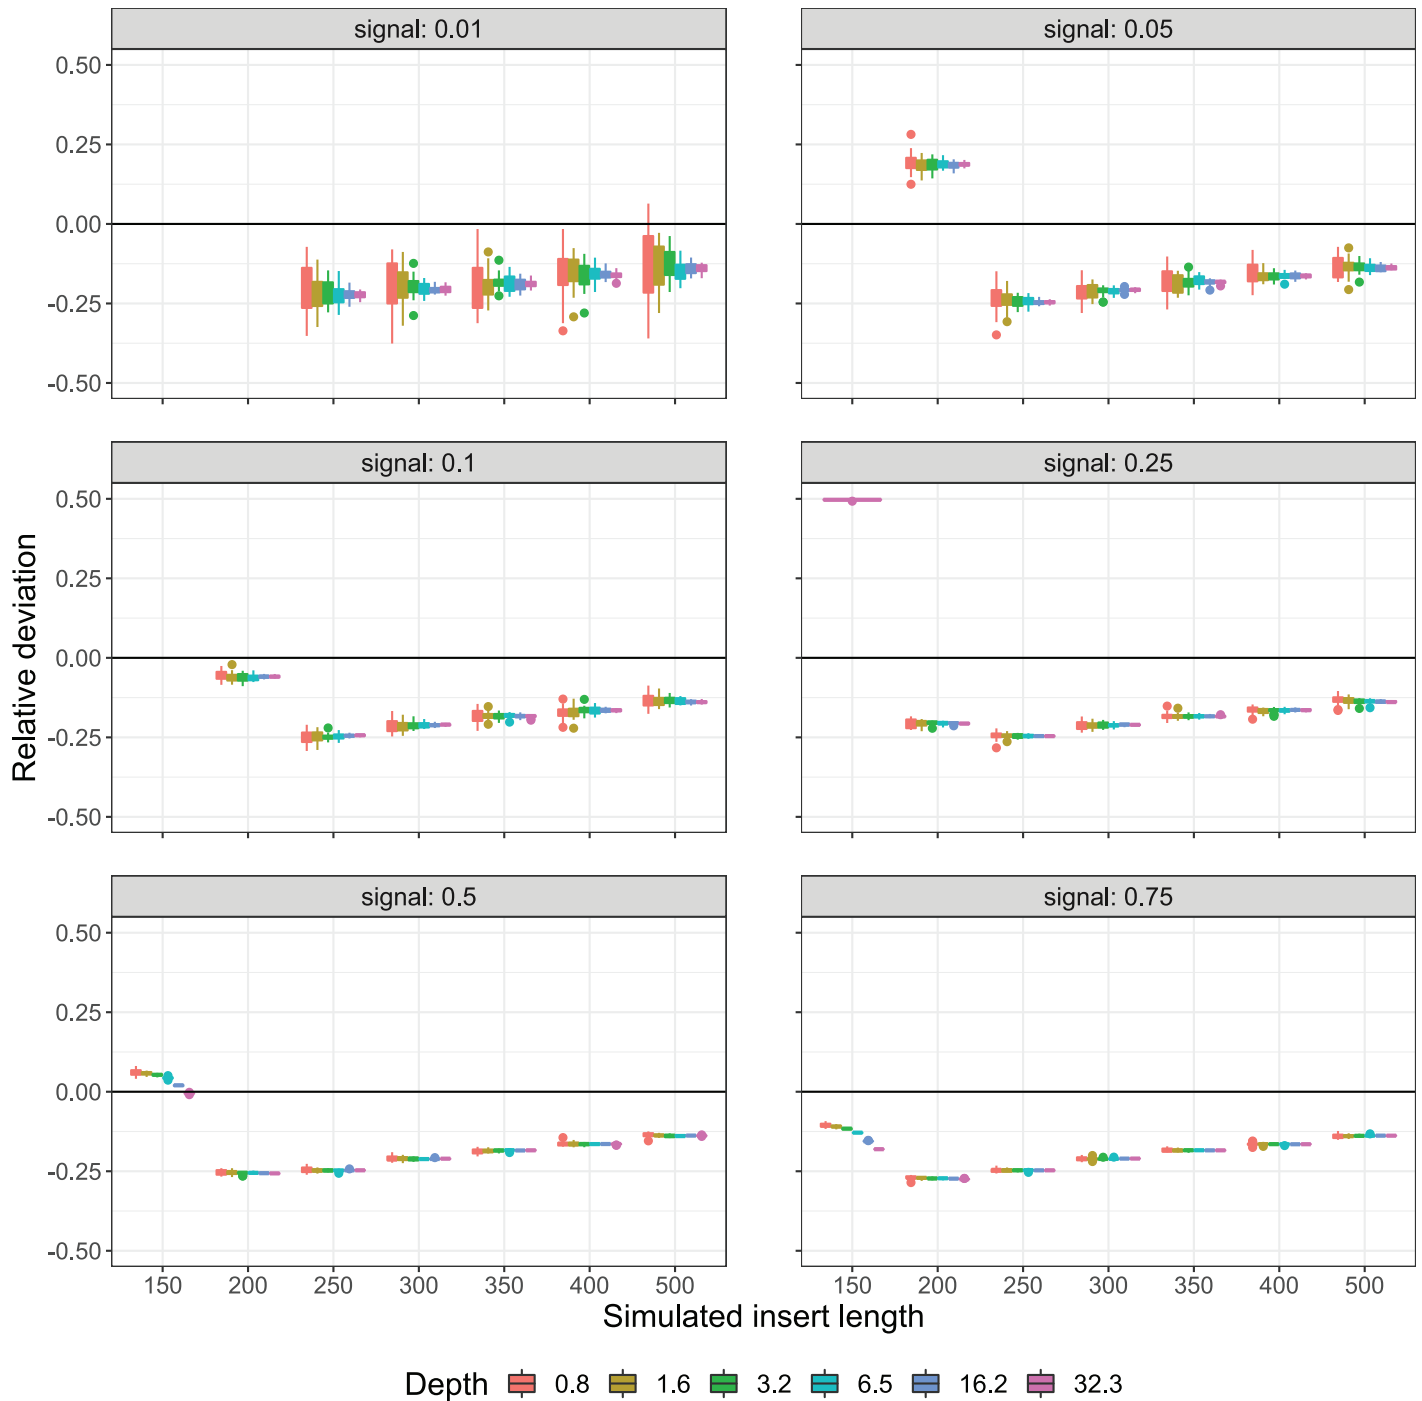 signal: 0.01
signal: 0.05
0.50
0.25
0.00
-0.25
-0.50
signal: 0.1
signal: 0.25
0.50
0.25
0.00
-0.25
-0.50
Relative deviation
signal: 0.5
signal: 0.75
0.50
0.25
0.00
-0.25
-0.50
150 200 250 300 350 400 500
150 200 250 300 350 400 500
Simulated insert length
Depth 0.8 1.6 3.2 6.5 16.2 32.3